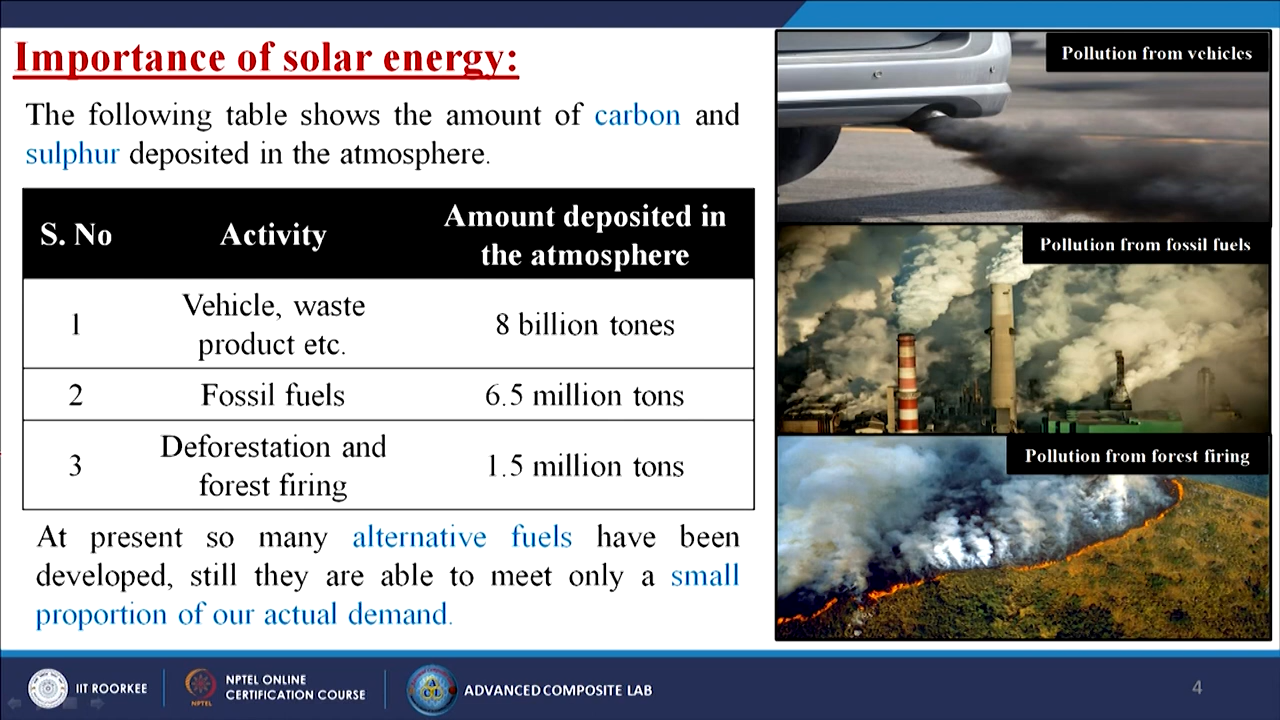 Importance of solar energy:
The following table shows the amount of carbon and
sulphur deposited in the atmosphere.
S. No
Activity
Amount deposited in
the atmosphere
1
Vehicle, waste
product etc.
8 billion tones
2
Fossil fuels
6.5 million tons
3
Deforestation and
forest firing
1.5 million tons
At present so many alternative fuels have been
developed, still they are able to meet only a small
proportion of our actual demand.
Pollution from vehicles
Pollution from fossil fuels
Pollution from forest firing
IIT ROORKEE
NPTEL
NPTEL ONLINE
CERTIFICATION COURSE
ACL
ADVANCED COMPOSITE LAB
4